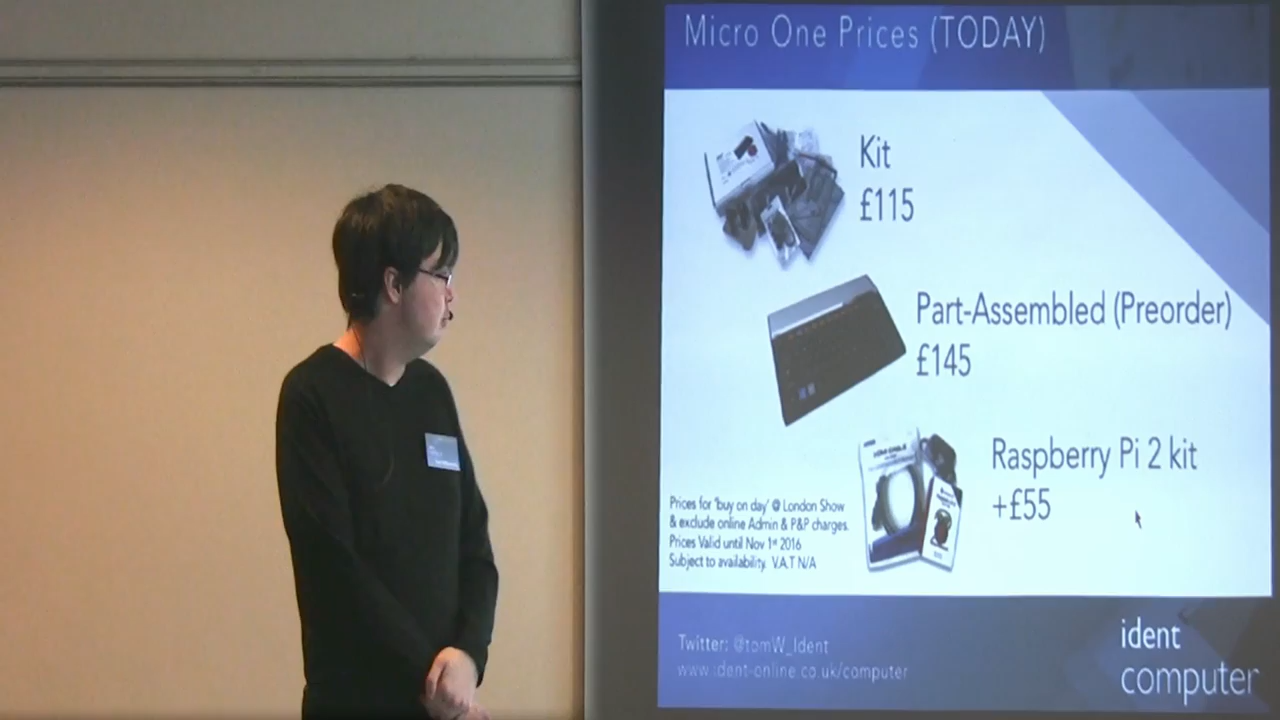 Micro One Prices (TODAY)
Kit
£115
Part-Assembled (Preorder)
£145
Raspberry Pi 2 kit
+£55
Prices for 'buy on day' @ London Show
& exclude online Admin & P&P charges.
Prices Valid until Nov 1st 2016
Subject to availability. V.A.T N/A
Twitter: @tomW_Ident
www.ident-online.co.uk/computer
ident
computer